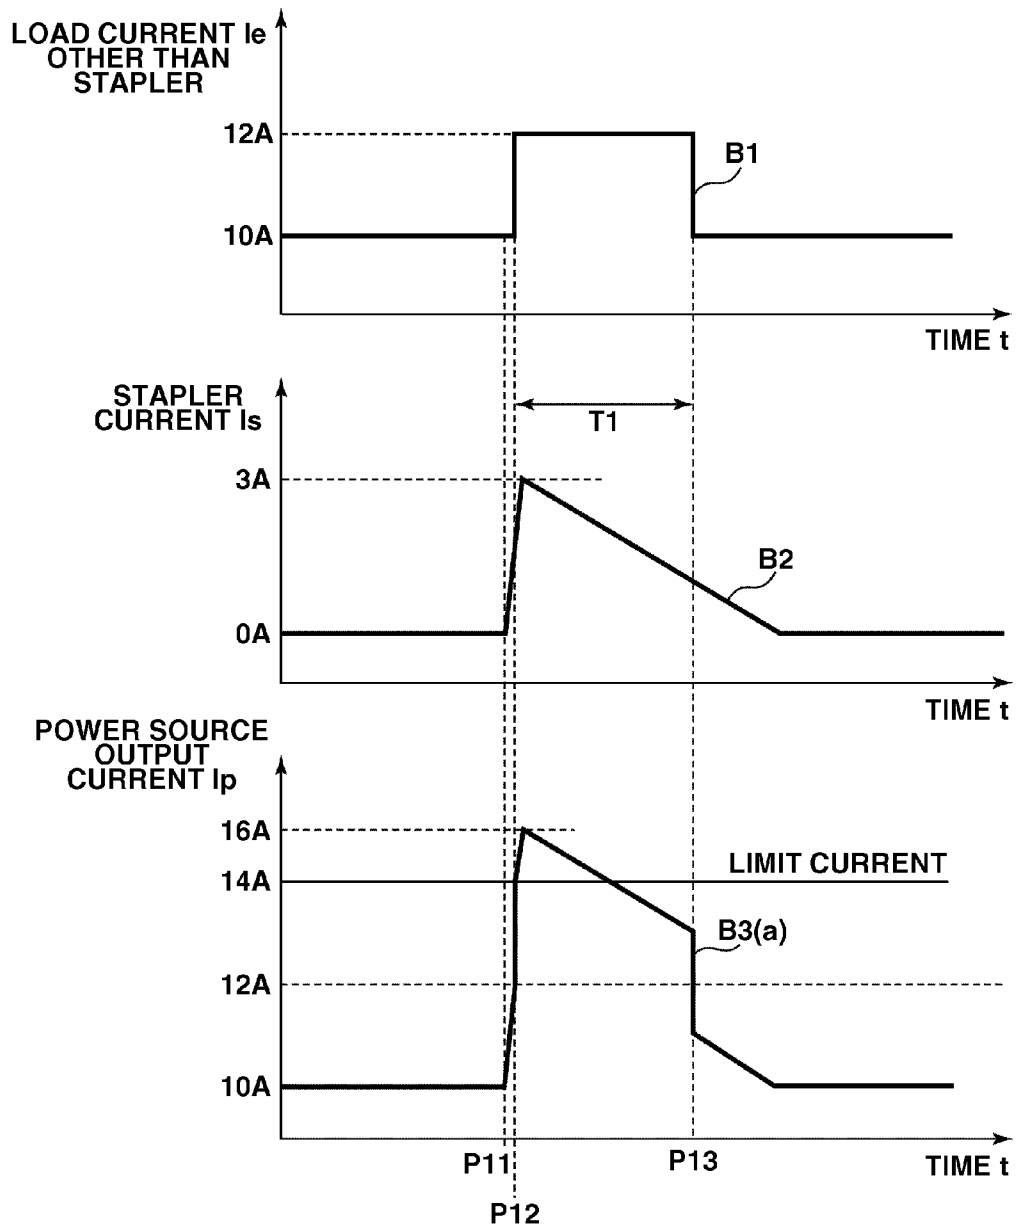 LOAD CURRENT Ie
OTHER THAN
STAPLER
12A
B1
10A
TIME t
STAPLER
CURRENT Is
T1
3A
B2
0A
TIME t
POWER SOURCE
OUTPUT
CURRENT Ip
16A
LIMIT CURRENT
14A
B3(a)
12A
10A
P11
P13
TIME t
P12